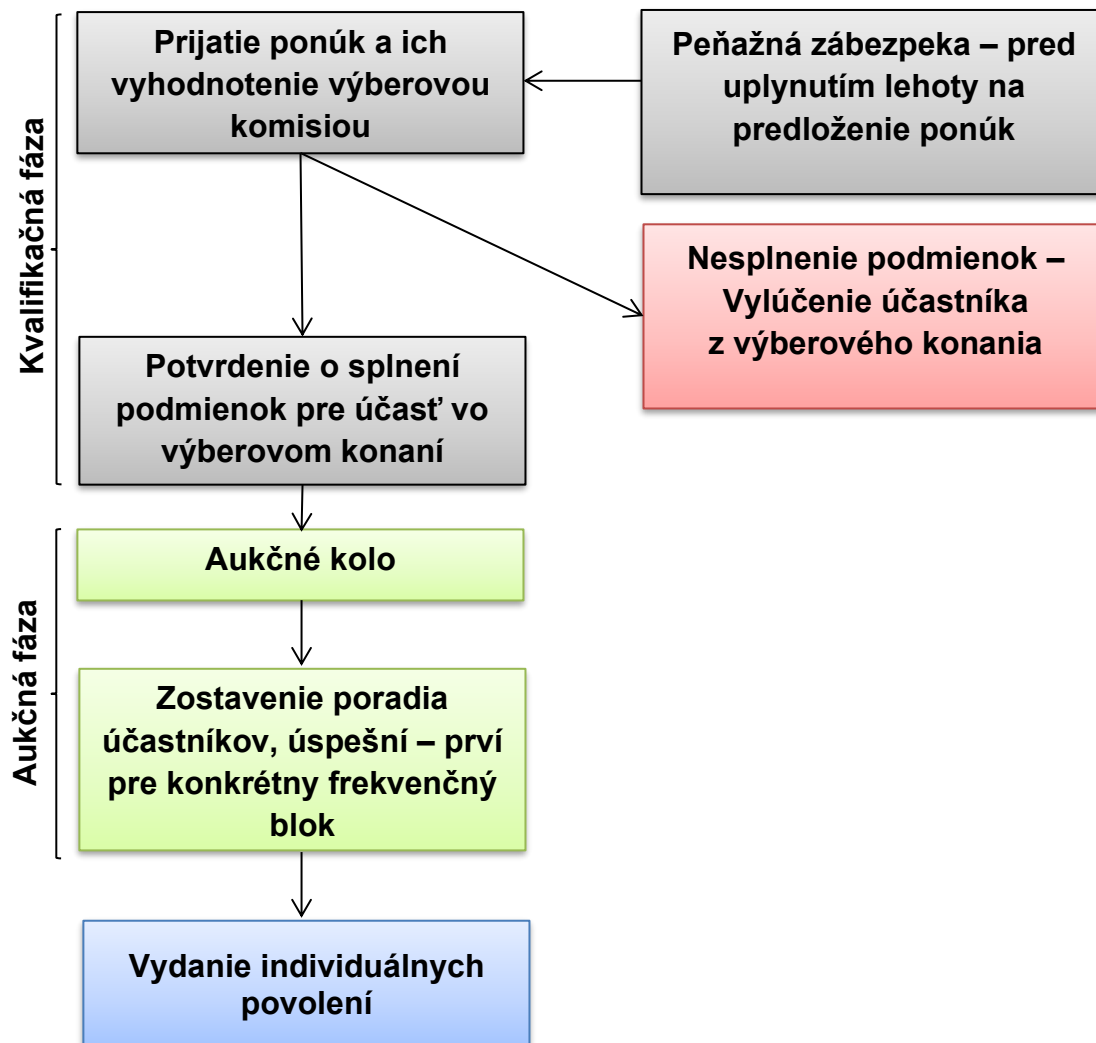 Prijatie ponúk a ich
vyhodnotenie výberovou
komisiou
Peňažná zábezpeka – pred
uplynutím lehoty na
predloženie ponúk
Kvalifikačná fáza
Nesplnenie podmienok –
Vylúčenie účastníka
z výberového konania
Potvrdenie o splnení
podmienok pre účasť vo
výberovom konaní
Aukčná fáza
Aukčné kolo
Zostavenie poradia
účastníkov, úspešní – prví
pre konkrétny frekvenčný
blok
Vydanie individuálnych
povolení